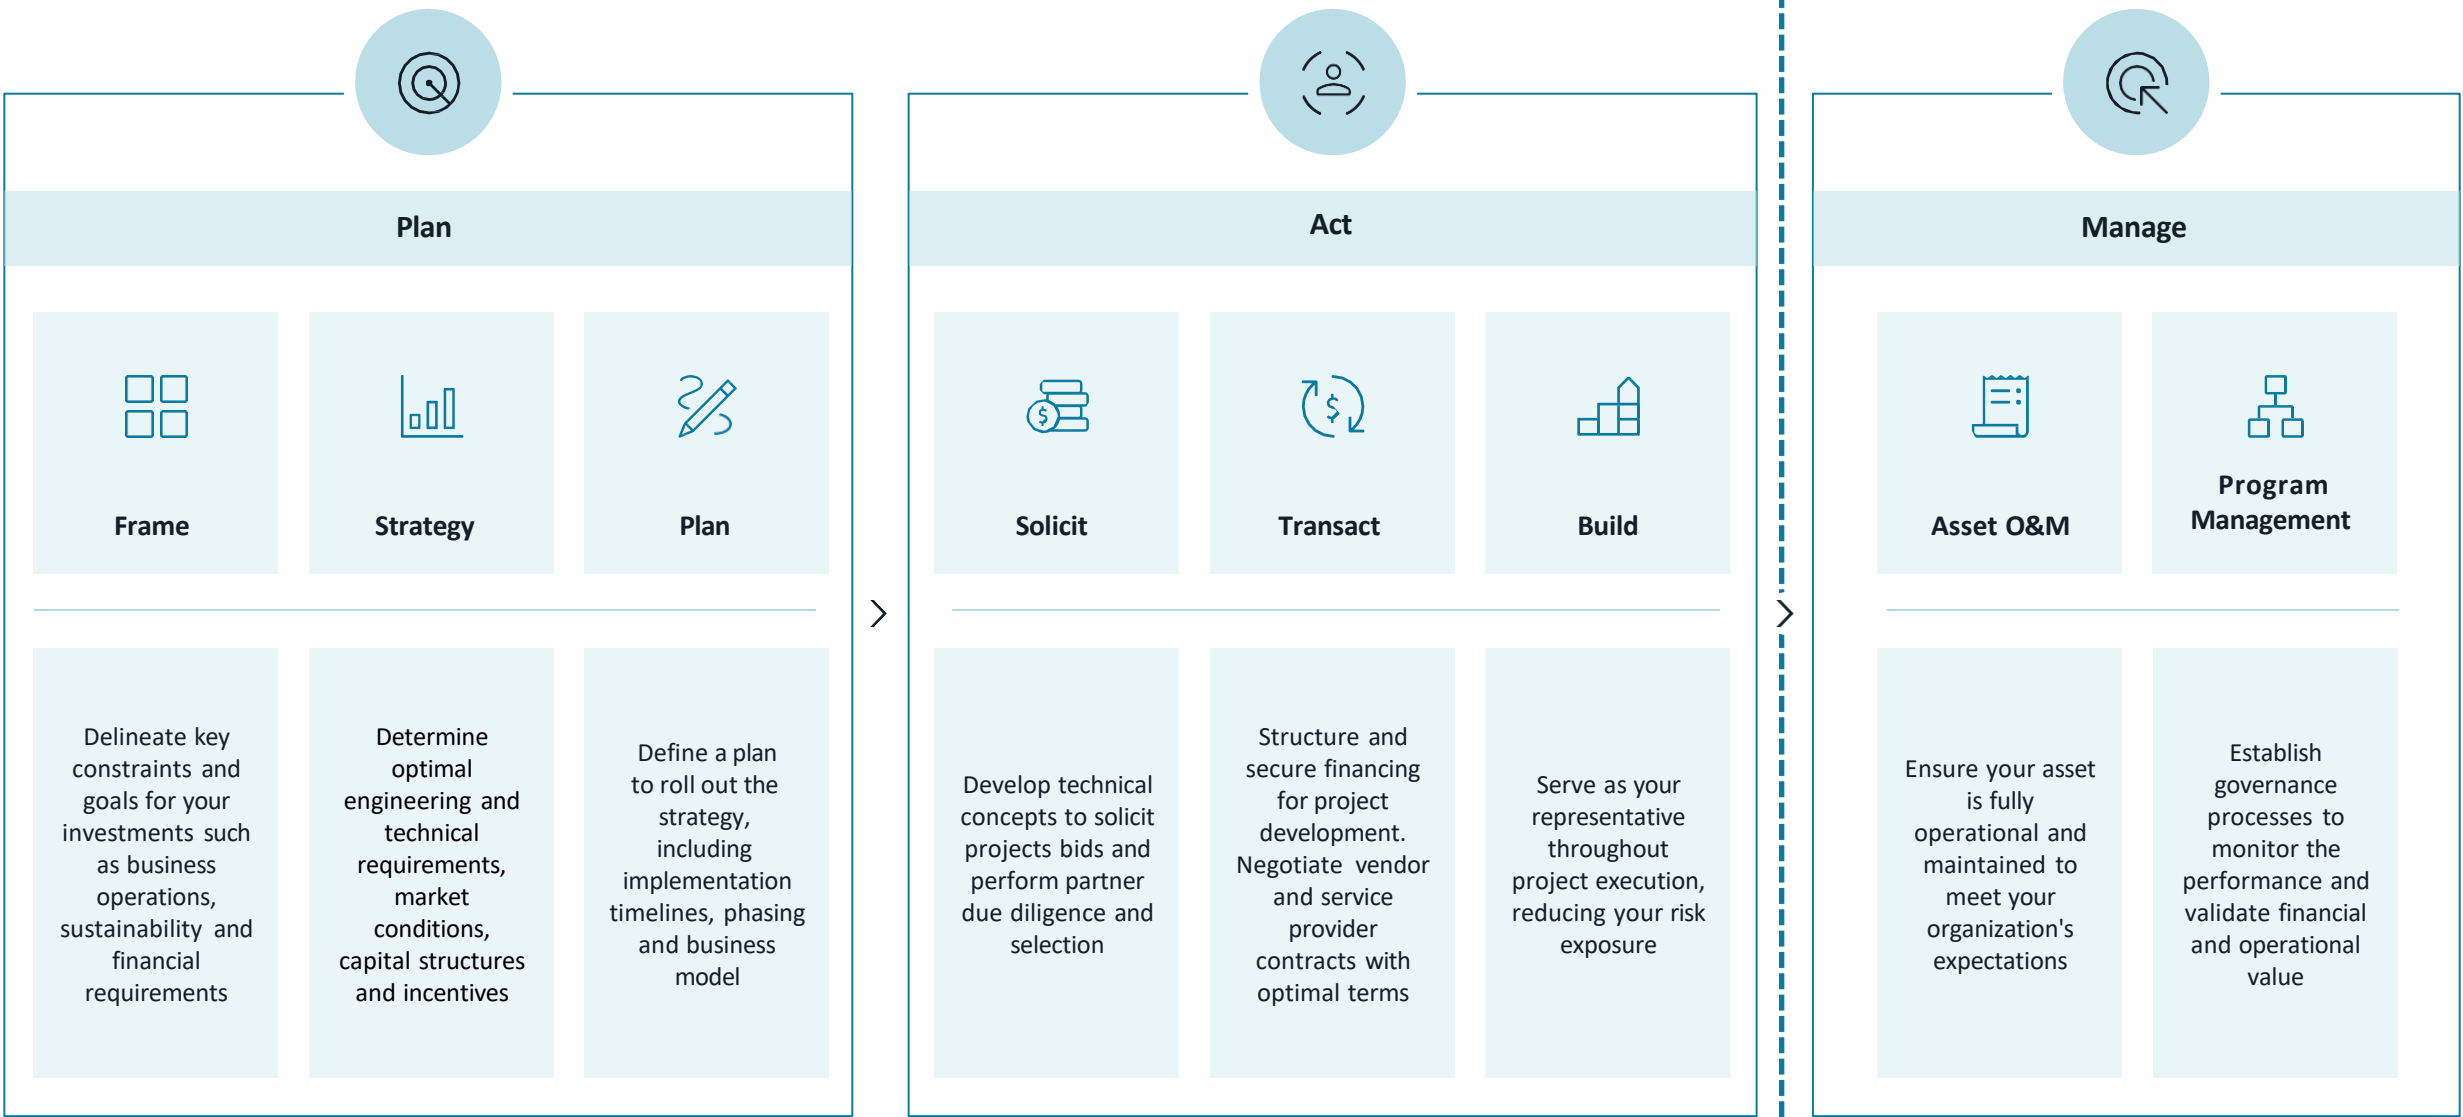 Plan
Frame
Strategy
Plan
Delineate key
constraints and
goals for your
investments such
as business
operations,
sustainability and
financial
requirements
Determine
optimal
engineering and
technical
requirements,
market
conditions,
capital structures
and incentives
Define a plan
to roll out the
strategy,
including
implementation
timelines, phasing
and business
model
Act
Solicit
$
Transact
$
Build
Develop technical
concepts to solicit
projects bids and
perform partner
due diligence and
selection
Structure and
secure financing
for project
development.
Negotiate vendor
and service
provider
contracts with
optimal terms
Serve as your
representative
throughout
project execution,
reducing your risk
exposure
Manage
Asset O&M
Program
Management
Ensure your asset
is fully
operational and
maintained to
meet your
organization's
expectations
Establish
governance
processes to
monitor the
performance and
validate financial
and operational
value